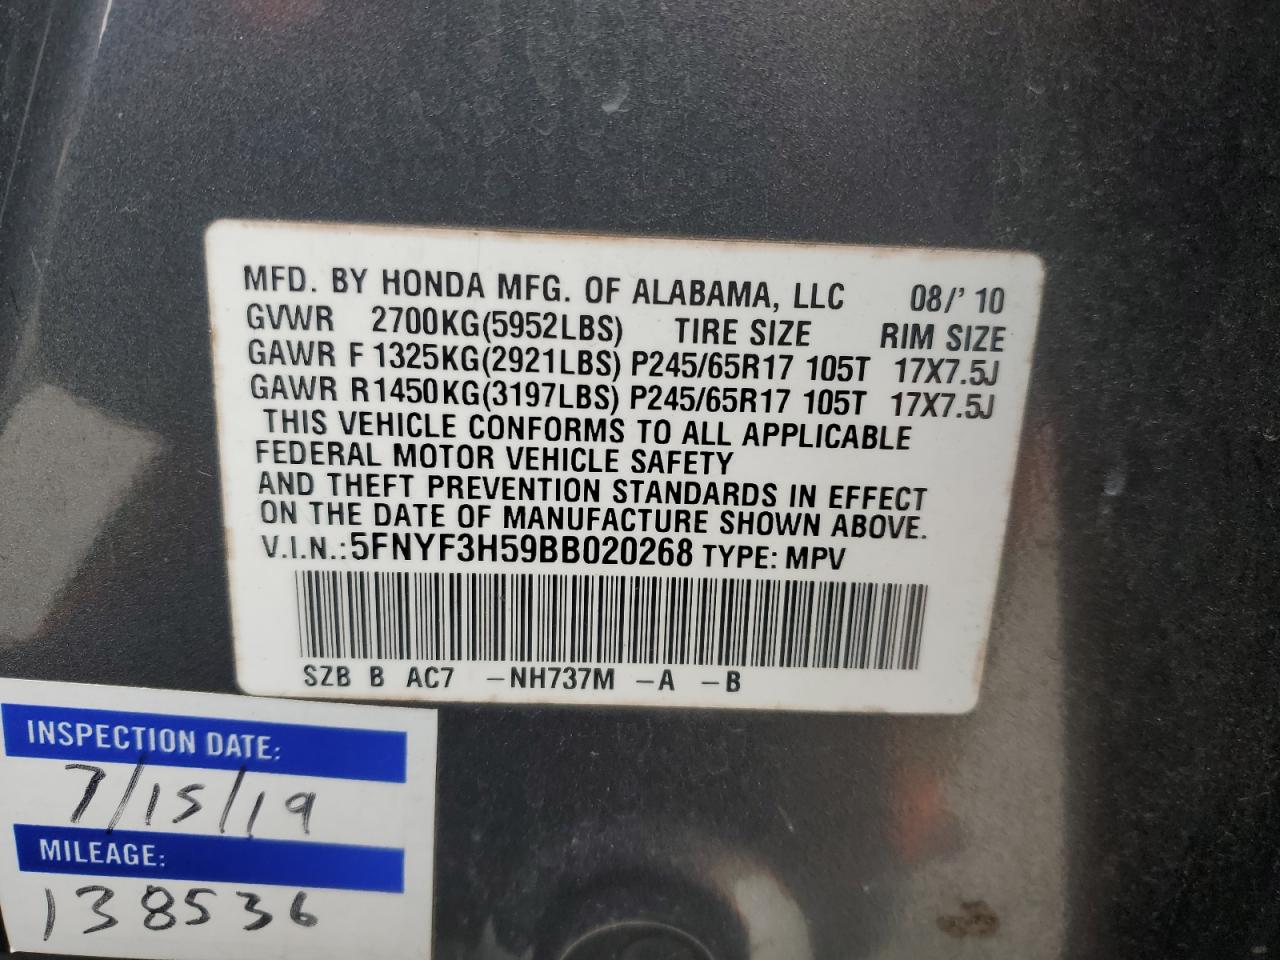 MFD. BY HONDA MFG. OF ALABAMA, LLC 08/' 10
GVWR 2700KG(5952LBS) TIRE SIZE RIM SIZE
GAWR F 1325KG(2921LBS) P245/65R17 105T 17X7.5J
GAWR R1450KG(3197LBS) P245/65R17 105T 17X7.5J
THIS VEHICLE CONFORMS TO ALL APPLICABLE
FEDERAL MOTOR VEHICLE SAFETY
AND THEFT PREVENTION STANDARDS IN EFFECT
ON THE DATE OF MANUFACTURE SHOWN ABOVE.
V.I.N.:5FNYF3H59BB020268 TYPE: MPV
SZB B AC7 -NH737M -A -B
INSPECTION DATE:
7/15/19
MILEAGE:
138536